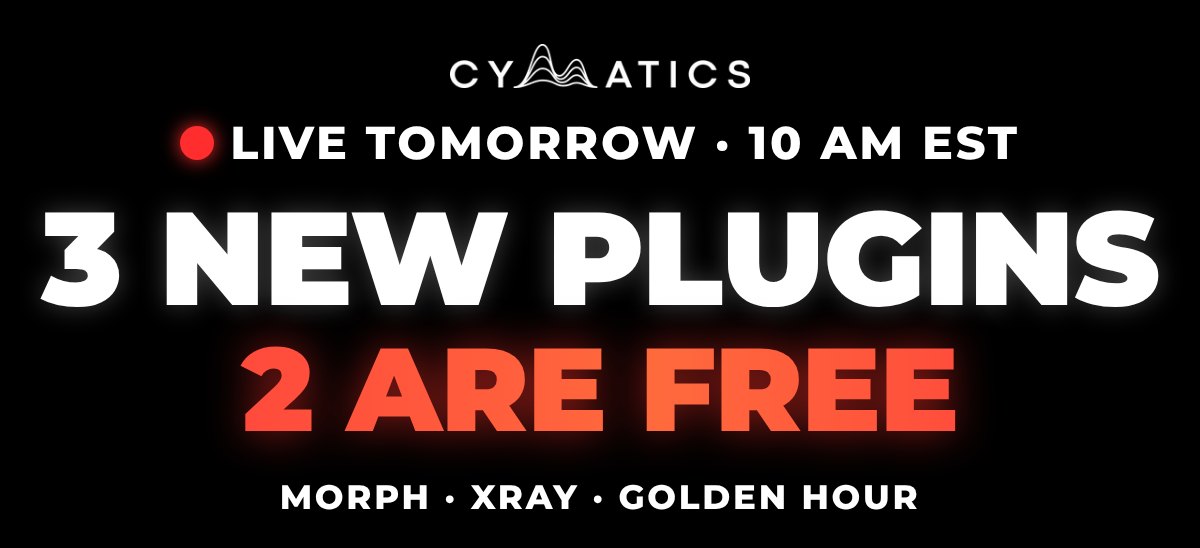 CYMATICS
LIVE TOMORROW · 10 AM EST
3 NEW PLUGINS
2 ARE FREE
MORPH · XRAY · GOLDEN HOUR